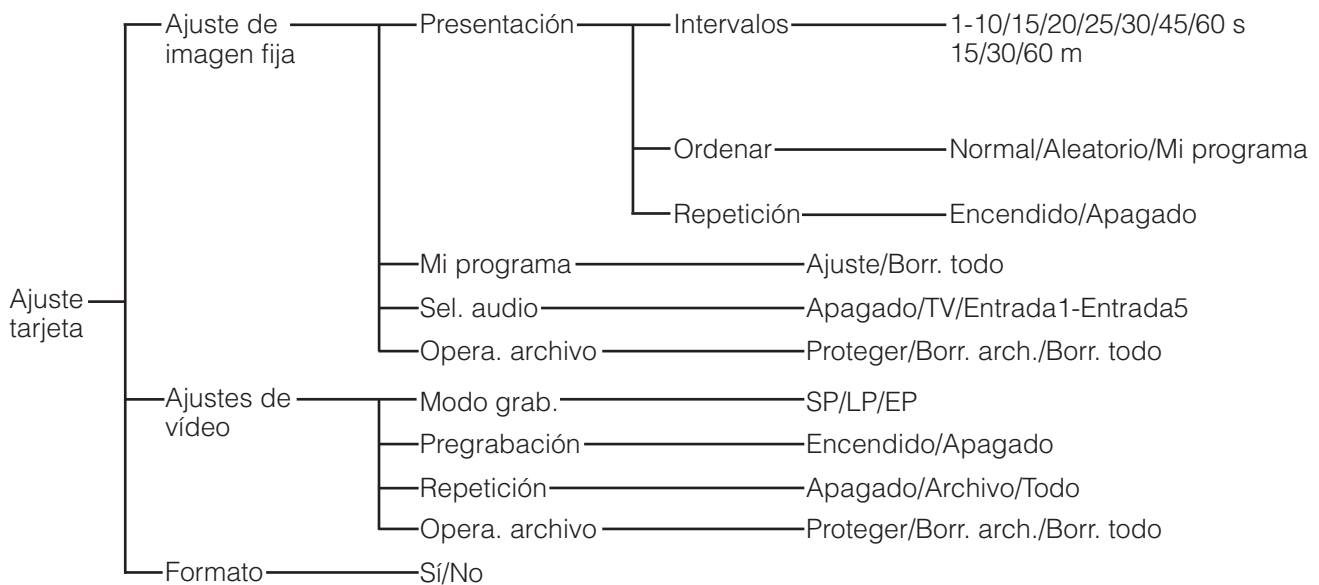 Ajuste de imagen fija
Presentación
Intervalos
1-10/15/20/25/30/45/60 s
15/30/60 m
Ordenar
Normal/Aleatorio/Mi programa
Repetición
Encendido/Apagado
Mi programa
Ajuste/Borr. todo
Ajuste tarjeta
Sel. audio
Apagado/TV/Entrada1-Entrada5
Opera. archivo
Proteger/Borr. arch./Borr. todo
Ajustes de vídeo
Modo grab.
SP/LP/EP
Pregrabación
Encendido/Apagado
Repetición
Apagado/Archivo/Todo
Opera. archivo
Proteger/Borr. arch./Borr. todo
Formato
Sí/No